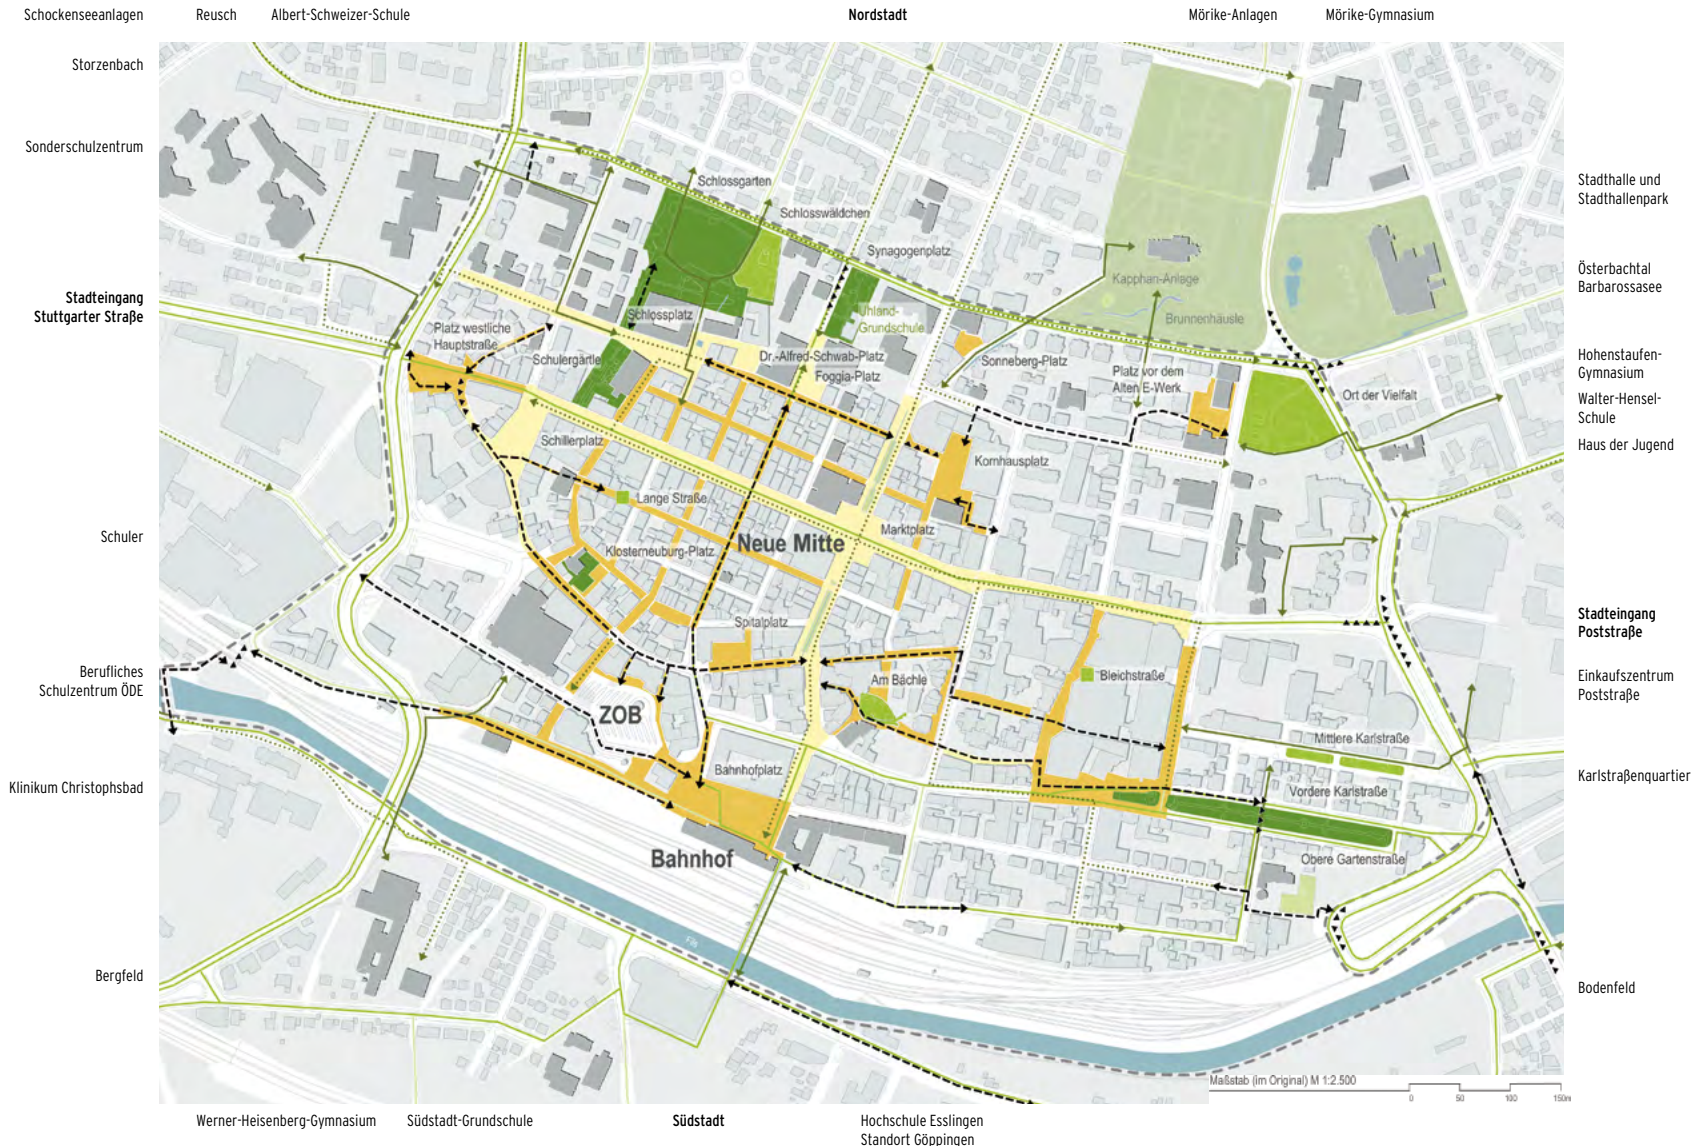 Schockenseeanlagen
Reusch
Albert-Schweizer-Schule
Nordstadt
Mörike-Anlagen
Mörike-Gymnasium
Storzenbach
Sonderschulzentrum
Stadteingang
Stuttgarter Straße
Schuler
Berufliches
Schulzentrum ÖDE
Klinikum Christophsbad
Bergfeld
Schlossgarten
Schlosswäldchen
Synagogenplatz
Kapphan-Anlage
Brunnenhäusle
Schlossplatz
Uhland-
Grundschule
Platz westliche
Hauptstraße
Schulergärtle
Dr.-Alfred-Schwab-Platz
Foggia-Platz
Sonneberg-Platz
Platz vor dem
Alten E-Werk
Ort der Vielfalt
Schillerplatz
Kornhausplatz
Lange Straße
Marktplatz
Neue Mitte
Klosterneuburg-Platz
Spitalplatz
Am Bächle
Bleichstraße
ZOB
Mittlere Karlstraße
Bahnhofplatz
Vordere Karlstraße
Bahnhof
Obere Gartenstraße
Maßstab (im Original) M 1:2.500
0
50
100
150m
Stadthalle und
Stadthallenpark
Österbachtal
Barbarossasee
Hohenstaufen-
Gymnasium
Walter-Hensel-
Schule
Haus der Jugend
Stadteingang
Poststraße
Einkaufszentrum
Poststraße
Karlstraßenquartier
Bodenfeld
Werner-Heisenberg-Gymnasium
Südstadt-Grundschule
Südstadt
Hochschule Esslingen
Standort Göppingen